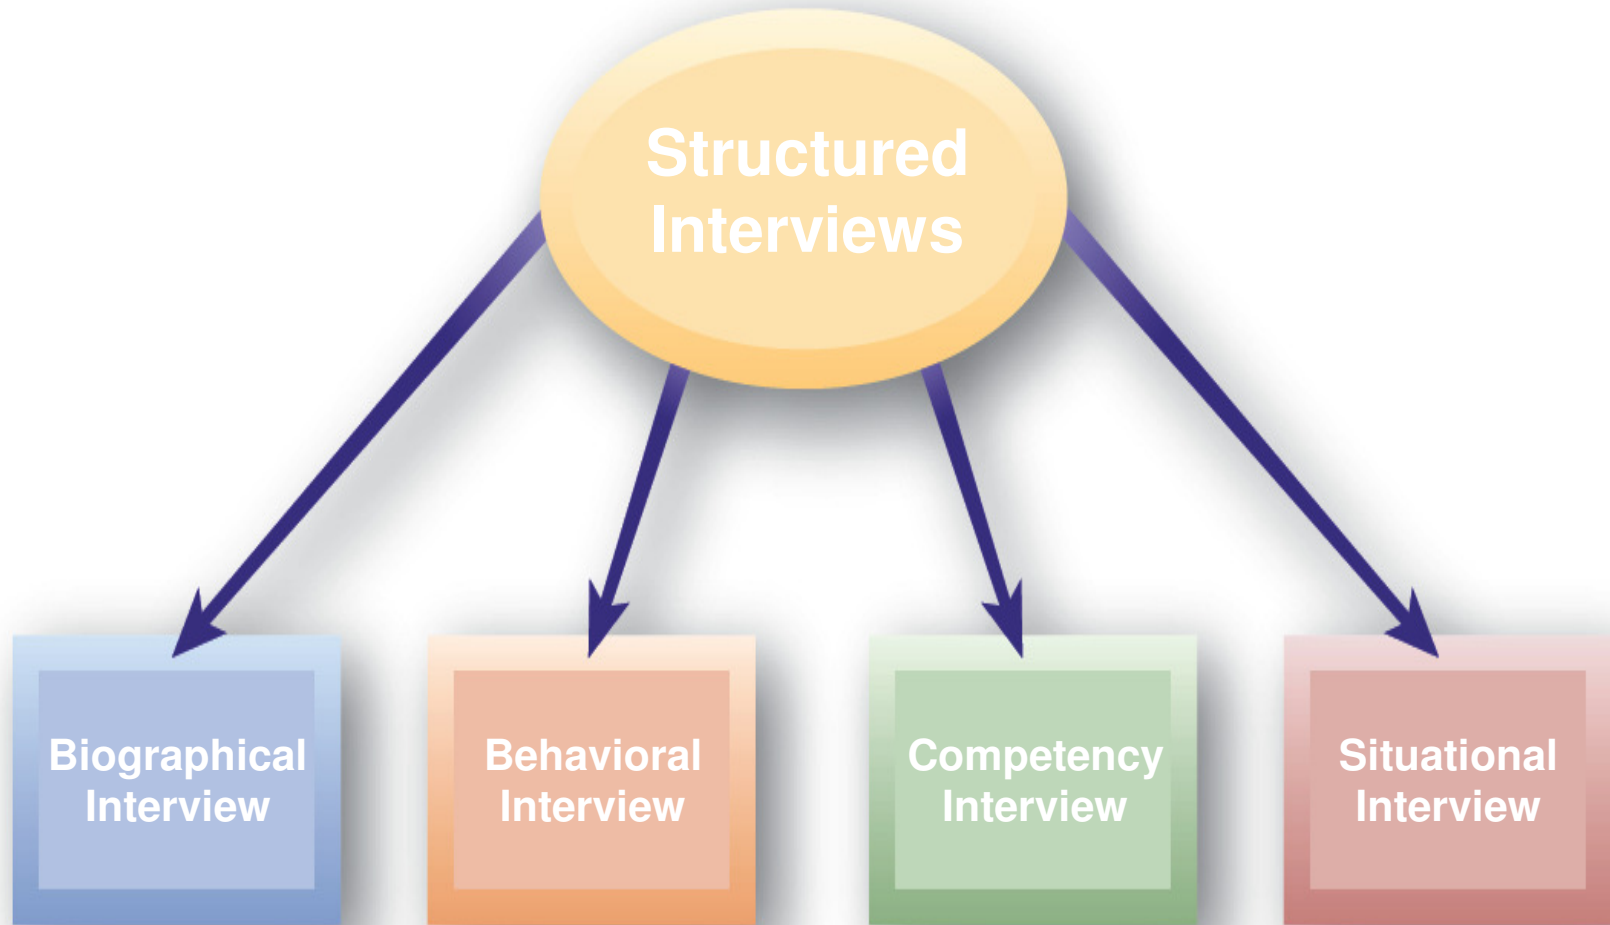 Structured
Interviews
Biographical
Interview
Behavioral
Interview
Competency
Interview
Situational
Interview